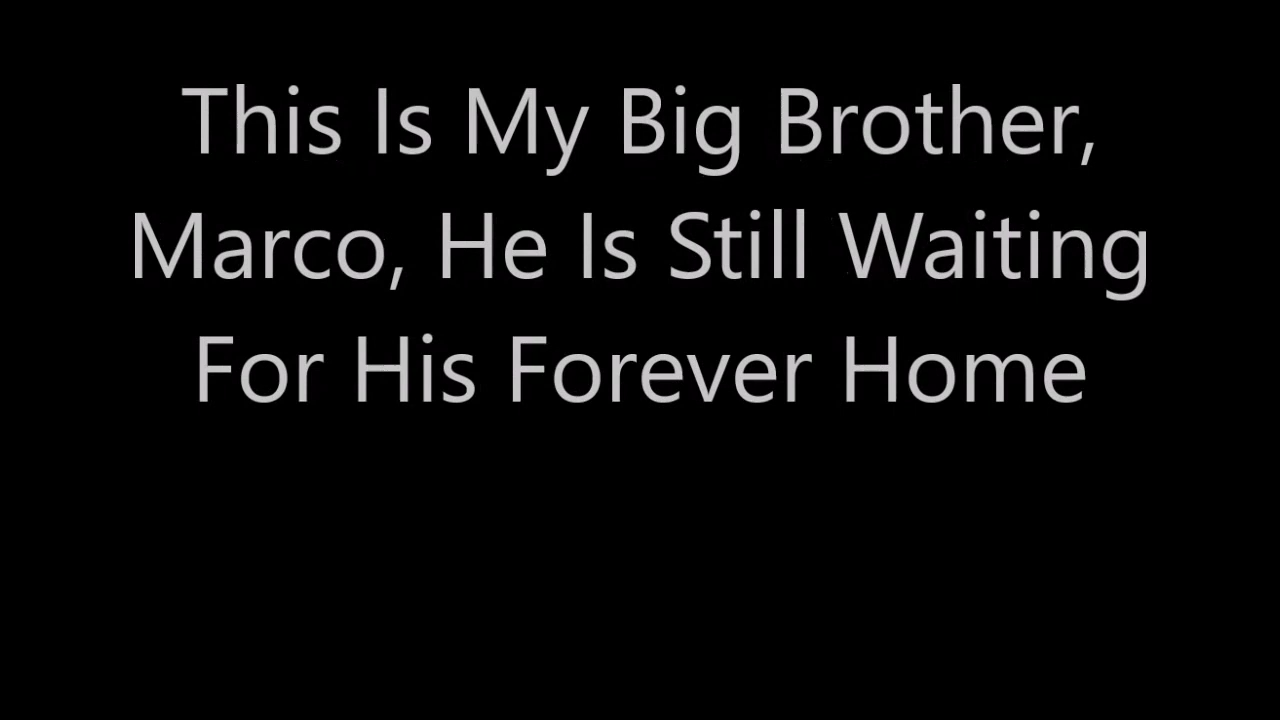 This Is My Big Brother,
Marco, He Is Still Waiting
For His Forever Home